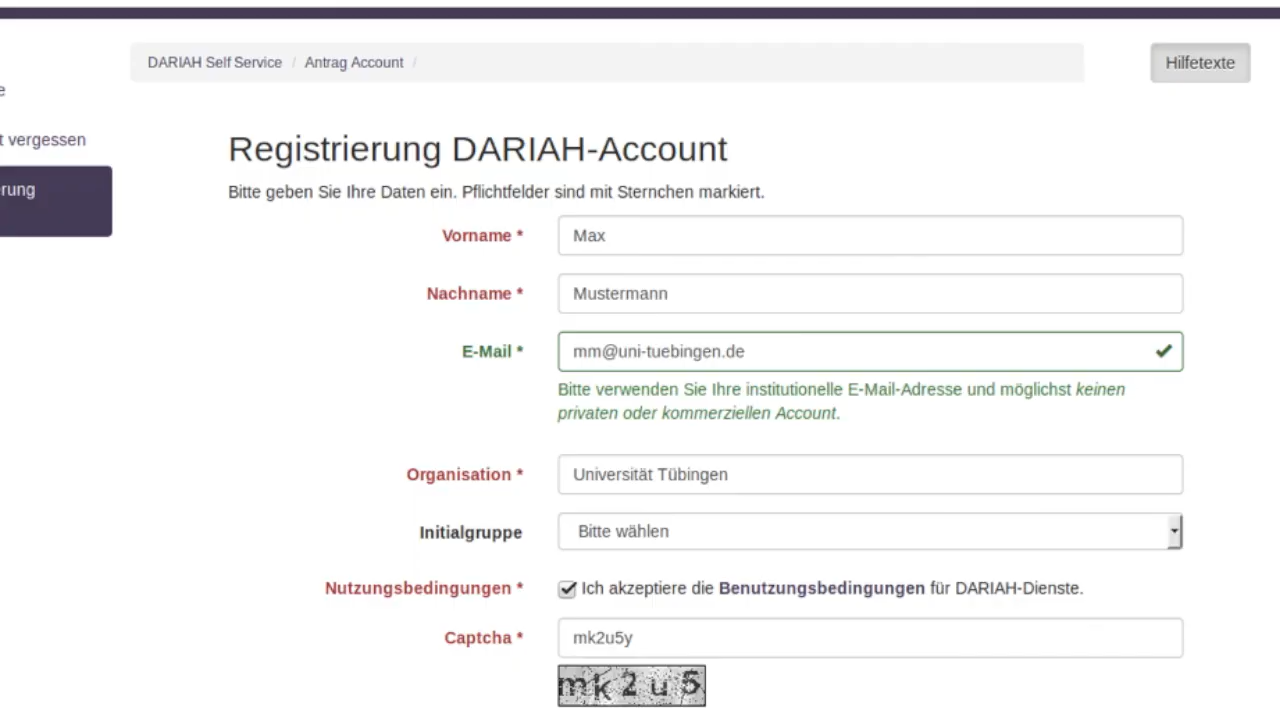 DARIAH Self Service / Antrag Account /
Hilfetexte
e
t vergessen
rung
Registrierung DARIAH-Account
Bitte geben Sie Ihre Daten ein. Pflichtfelder sind mit Sternchen markiert.
Vorname * Max
Nachname * Mustermann
E-Mail * mm@uni-tuebingen.de
Bitte verwenden Sie Ihre institutionelle E-Mail-Adresse und möglichst keinen
privaten oder kommerziellen Account.
Organisation * Universität Tübingen
Initialgruppe Bitte wählen
Nutzungsbedingungen * Ich akzeptiere die Benutzungsbedingungen für DARIAH-Dienste.
Captcha * mk2u5y
mk2u5